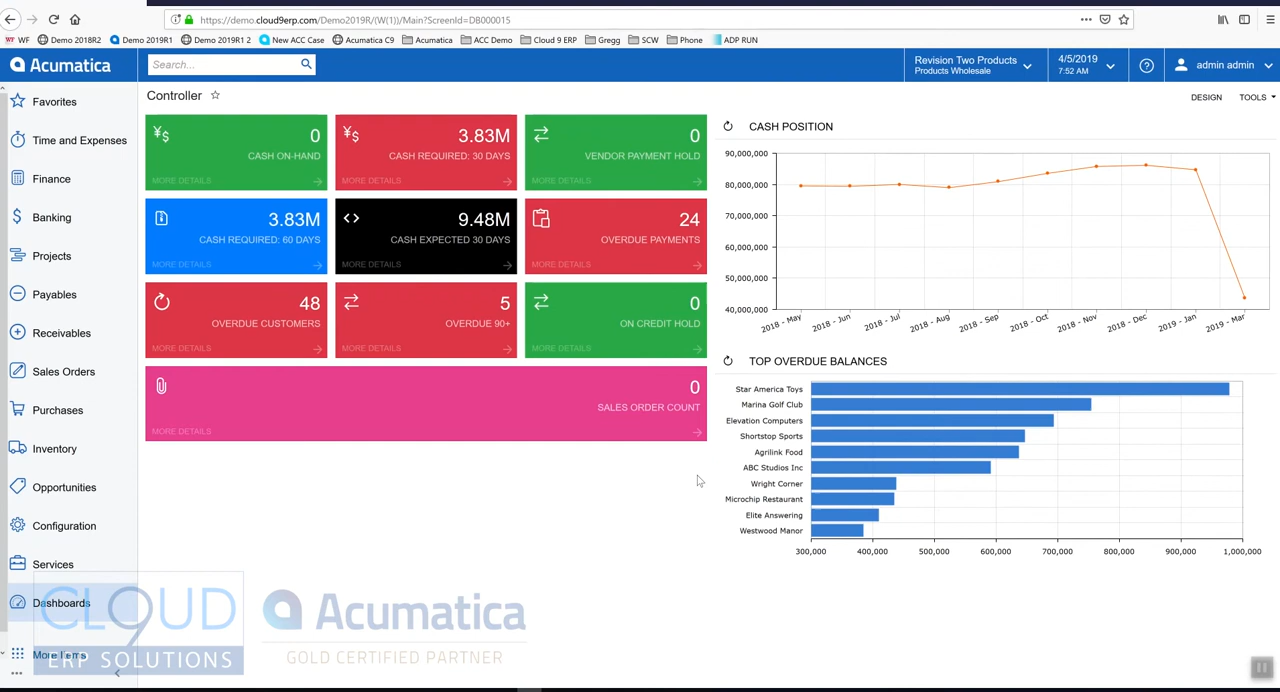 https://demo.cloud9erp.com/Demo2019R/(W(1))/Main?ScreenId=DB000015
WF Demo 2018R2 Demo 2019R1 Demo 2019R1 2 New ACC Case Acumatica C9 Acumatica ACC Demo Cloud 9 ERP Gregg SCW Phone ADP RUN
Acumatica
Search...
Revision Two Products
Products Wholesale
4/5/2019
7:52 AM
admin admin
Favorites
Time and Expenses
Finance
Banking
Projects
Payables
Receivables
Sales Orders
Purchases
Inventory
Opportunities
Configuration
Services
Dashboards
More Items
Controller
DESIGN TOOLS
0
CASH ON-HAND
MORE DETAILS
3.83M
CASH REQUIRED: 30 DAYS
MORE DETAILS
0
VENDOR PAYMENT HOLD
MORE DETAILS
3.83M
CASH REQUIRED: 60 DAYS
MORE DETAILS
9.48M
CASH EXPECTED 30 DAYS
MORE DETAILS
24
OVERDUE PAYMENTS
MORE DETAILS
48
OVERDUE CUSTOMERS
MORE DETAILS
5
OVERDUE 90+
MORE DETAILS
0
ON CREDIT HOLD
MORE DETAILS
0
SALES ORDER COUNT
MORE DETAILS
CASH POSITION
90,000,000
80,000,000
70,000,000
60,000,000
50,000,000
40,000,000
2018 - May 2018 - Jun 2018 - Jul 2018 - Aug 2018 - Sep 2018 - Oct 2018 - Nov 2018 - Dec 2019 - Jan 2019 - Mar
TOP OVERDUE BALANCES
Star America Toys
Marina Golf Club
Elevation Computers
Shortstop Sports
Agrilink Food
ABC Studios Inc
Wright Corner
Microchip Restaurant
Elite Answering
Westwood Manor
300,000 400,000 500,000 600,000 700,000 800,000 900,000 1,000,000
CLOUD 9
ERP SOLUTIONS
Acumatica
GOLD CERTIFIED PARTNER